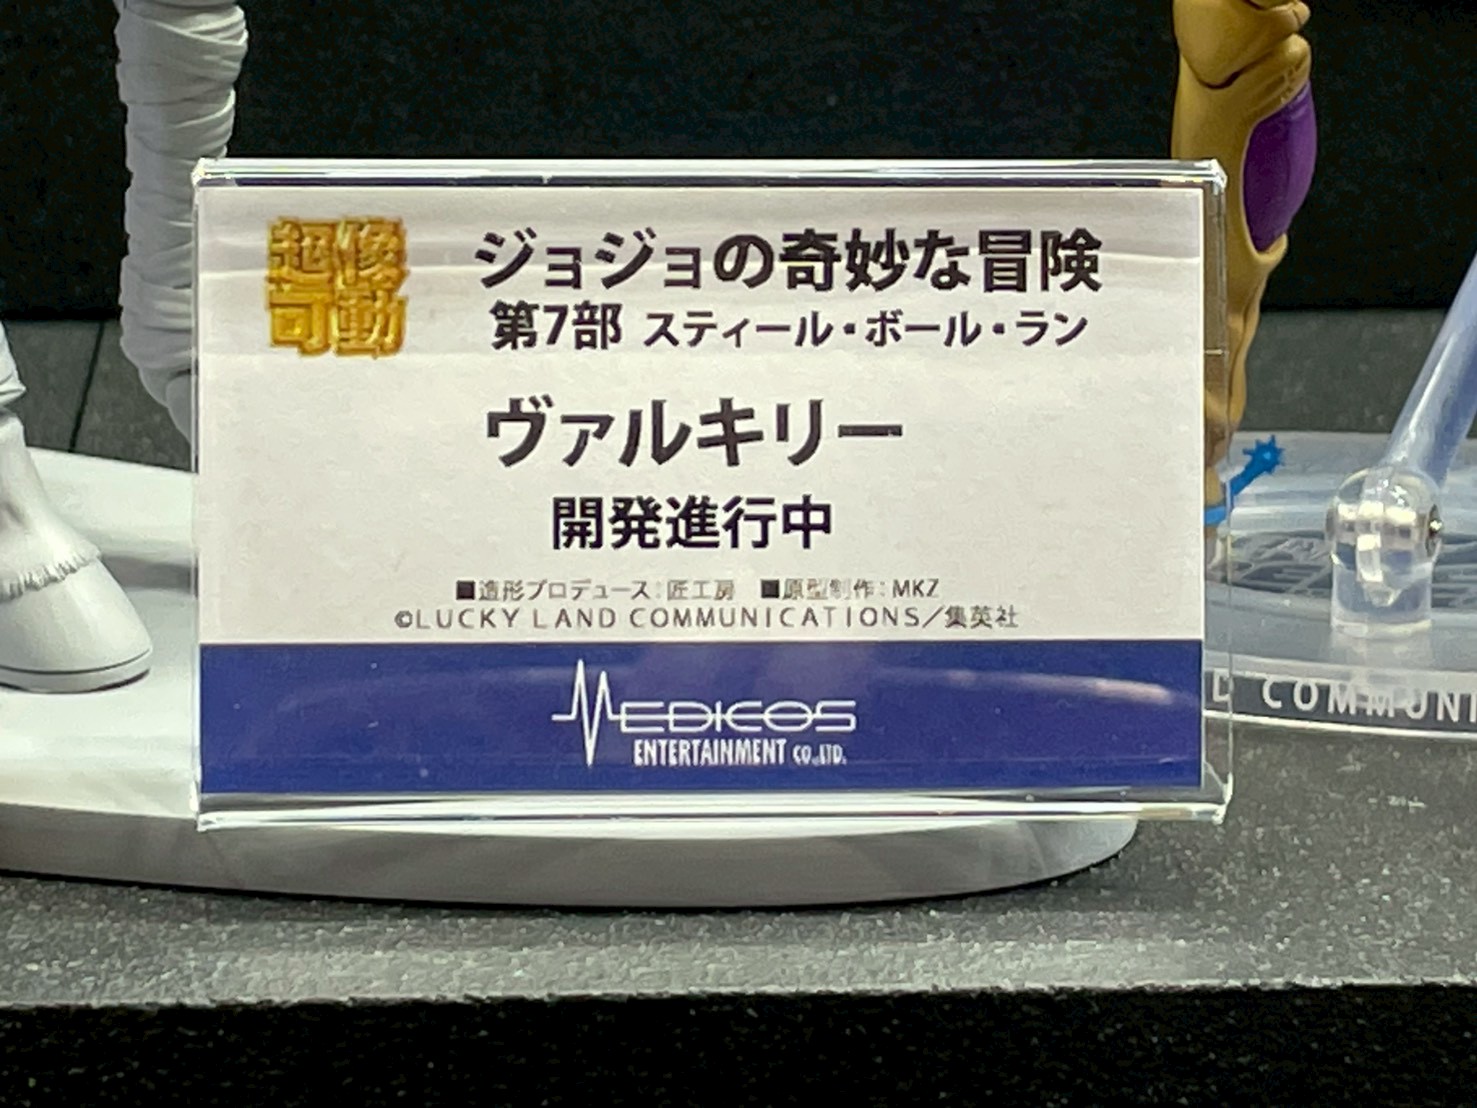 超像
可動
ジョジョの奇妙な冒険
第7部 スティール・ボール・ラン
ヴァルキリー
開発進行中
■造形プロデュース：匠工房 ■原型制作：MKZ
©LUCKY LAND COMMUNICATIONS／集英社
MEDICOS
ENTERTAINMENT CO.,LTD.
D COMMUNI